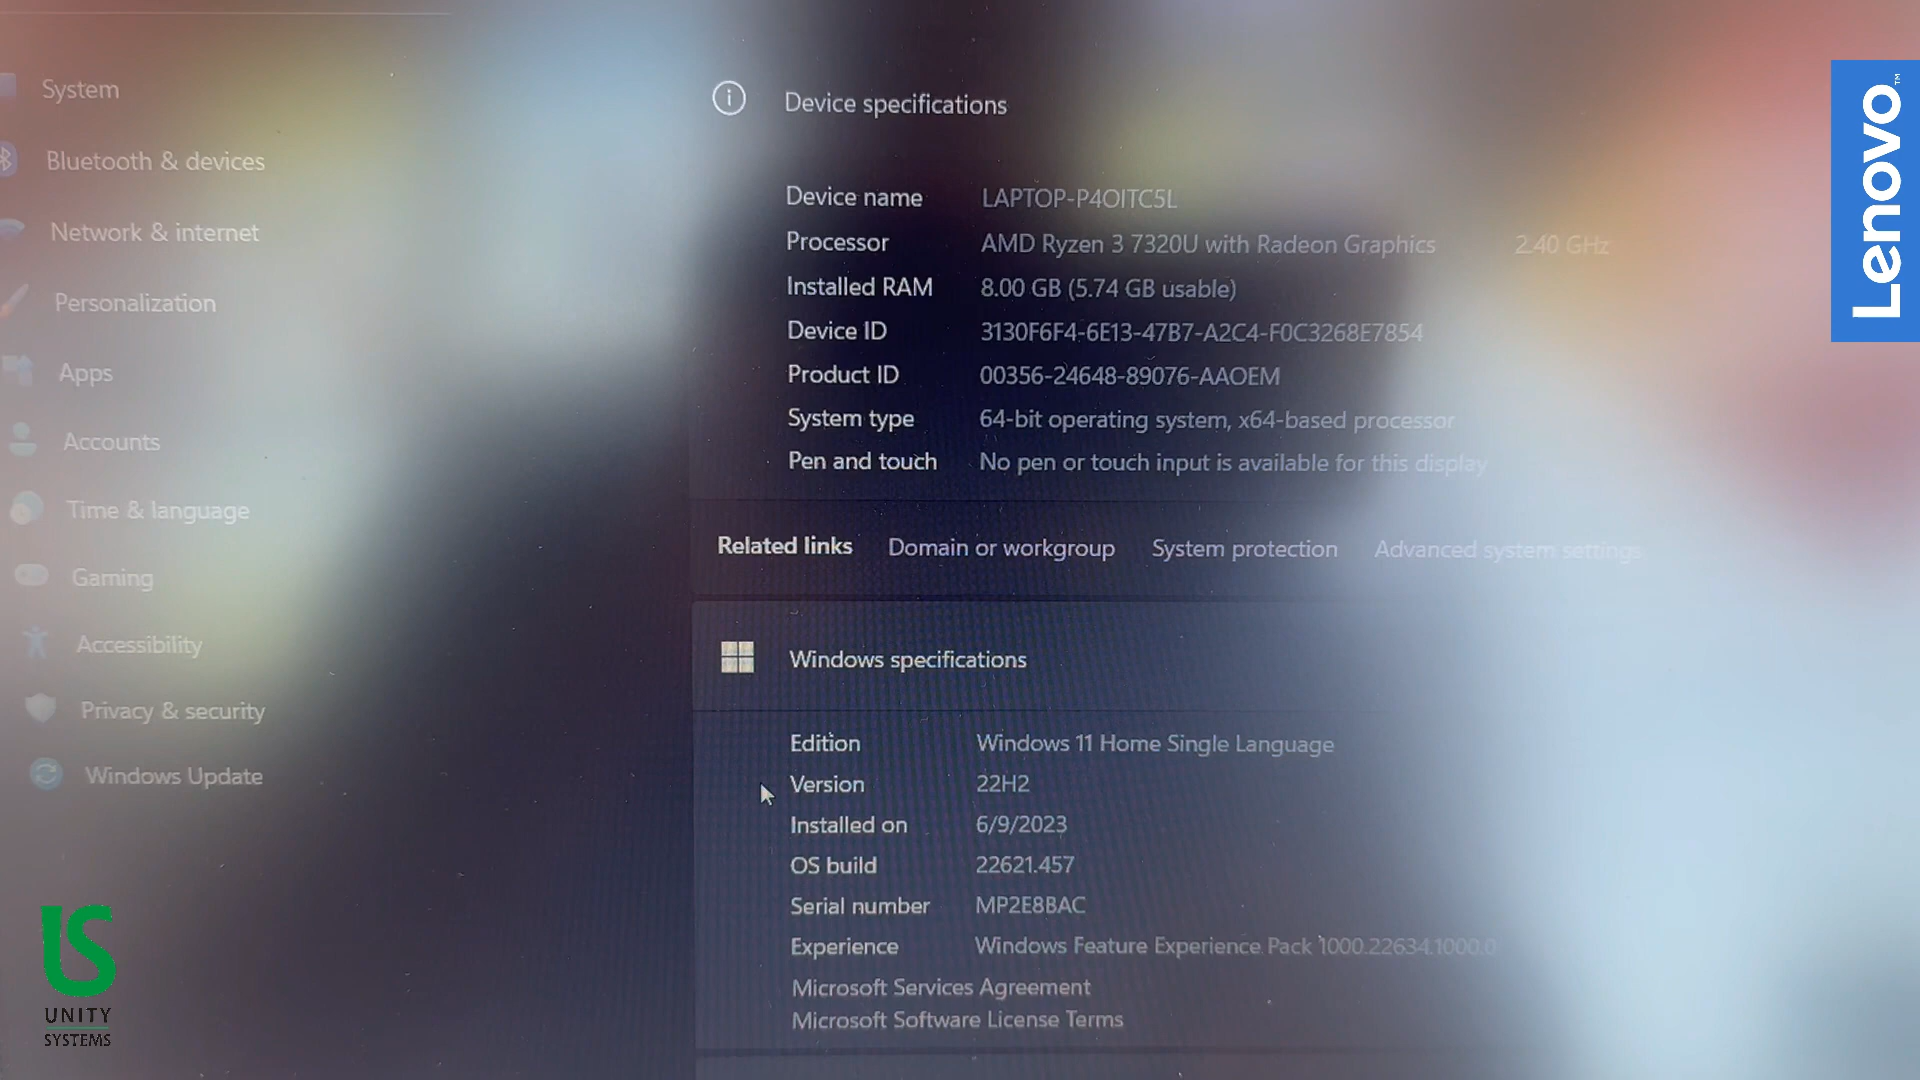 System
Bluetooth & devices
Network & internet
Personalization
Apps
Accounts
Time & language
Gaming
Accessibility
Privacy & security
Windows Update
Device specifications
Device name LAPTOP-P4OITC5L
Processor AMD Ryzen 3 7320U with Radeon Graphics 2.40 GHz
Installed RAM 8.00 GB (5.74 GB usable)
Device ID 3130F6F4-6E13-47B7-A2C4-F0C3268E7854
Product ID 00356-24648-89076-AAOEM
System type 64-bit operating system, x64-based processor
Pen and touch No pen or touch input is available for this display
Related links Domain or workgroup System protection Advanced system settings
Windows specifications
Edition Windows 11 Home Single Language
Version 22H2
Installed on 6/9/2023
OS build 22621.457
Serial number MP2E8BAC
Experience Windows Feature Experience Pack 1000.22634.1000.0
Microsoft Services Agreement
Microsoft Software License Terms
Lenovo™
US
UNITY
SYSTEMS